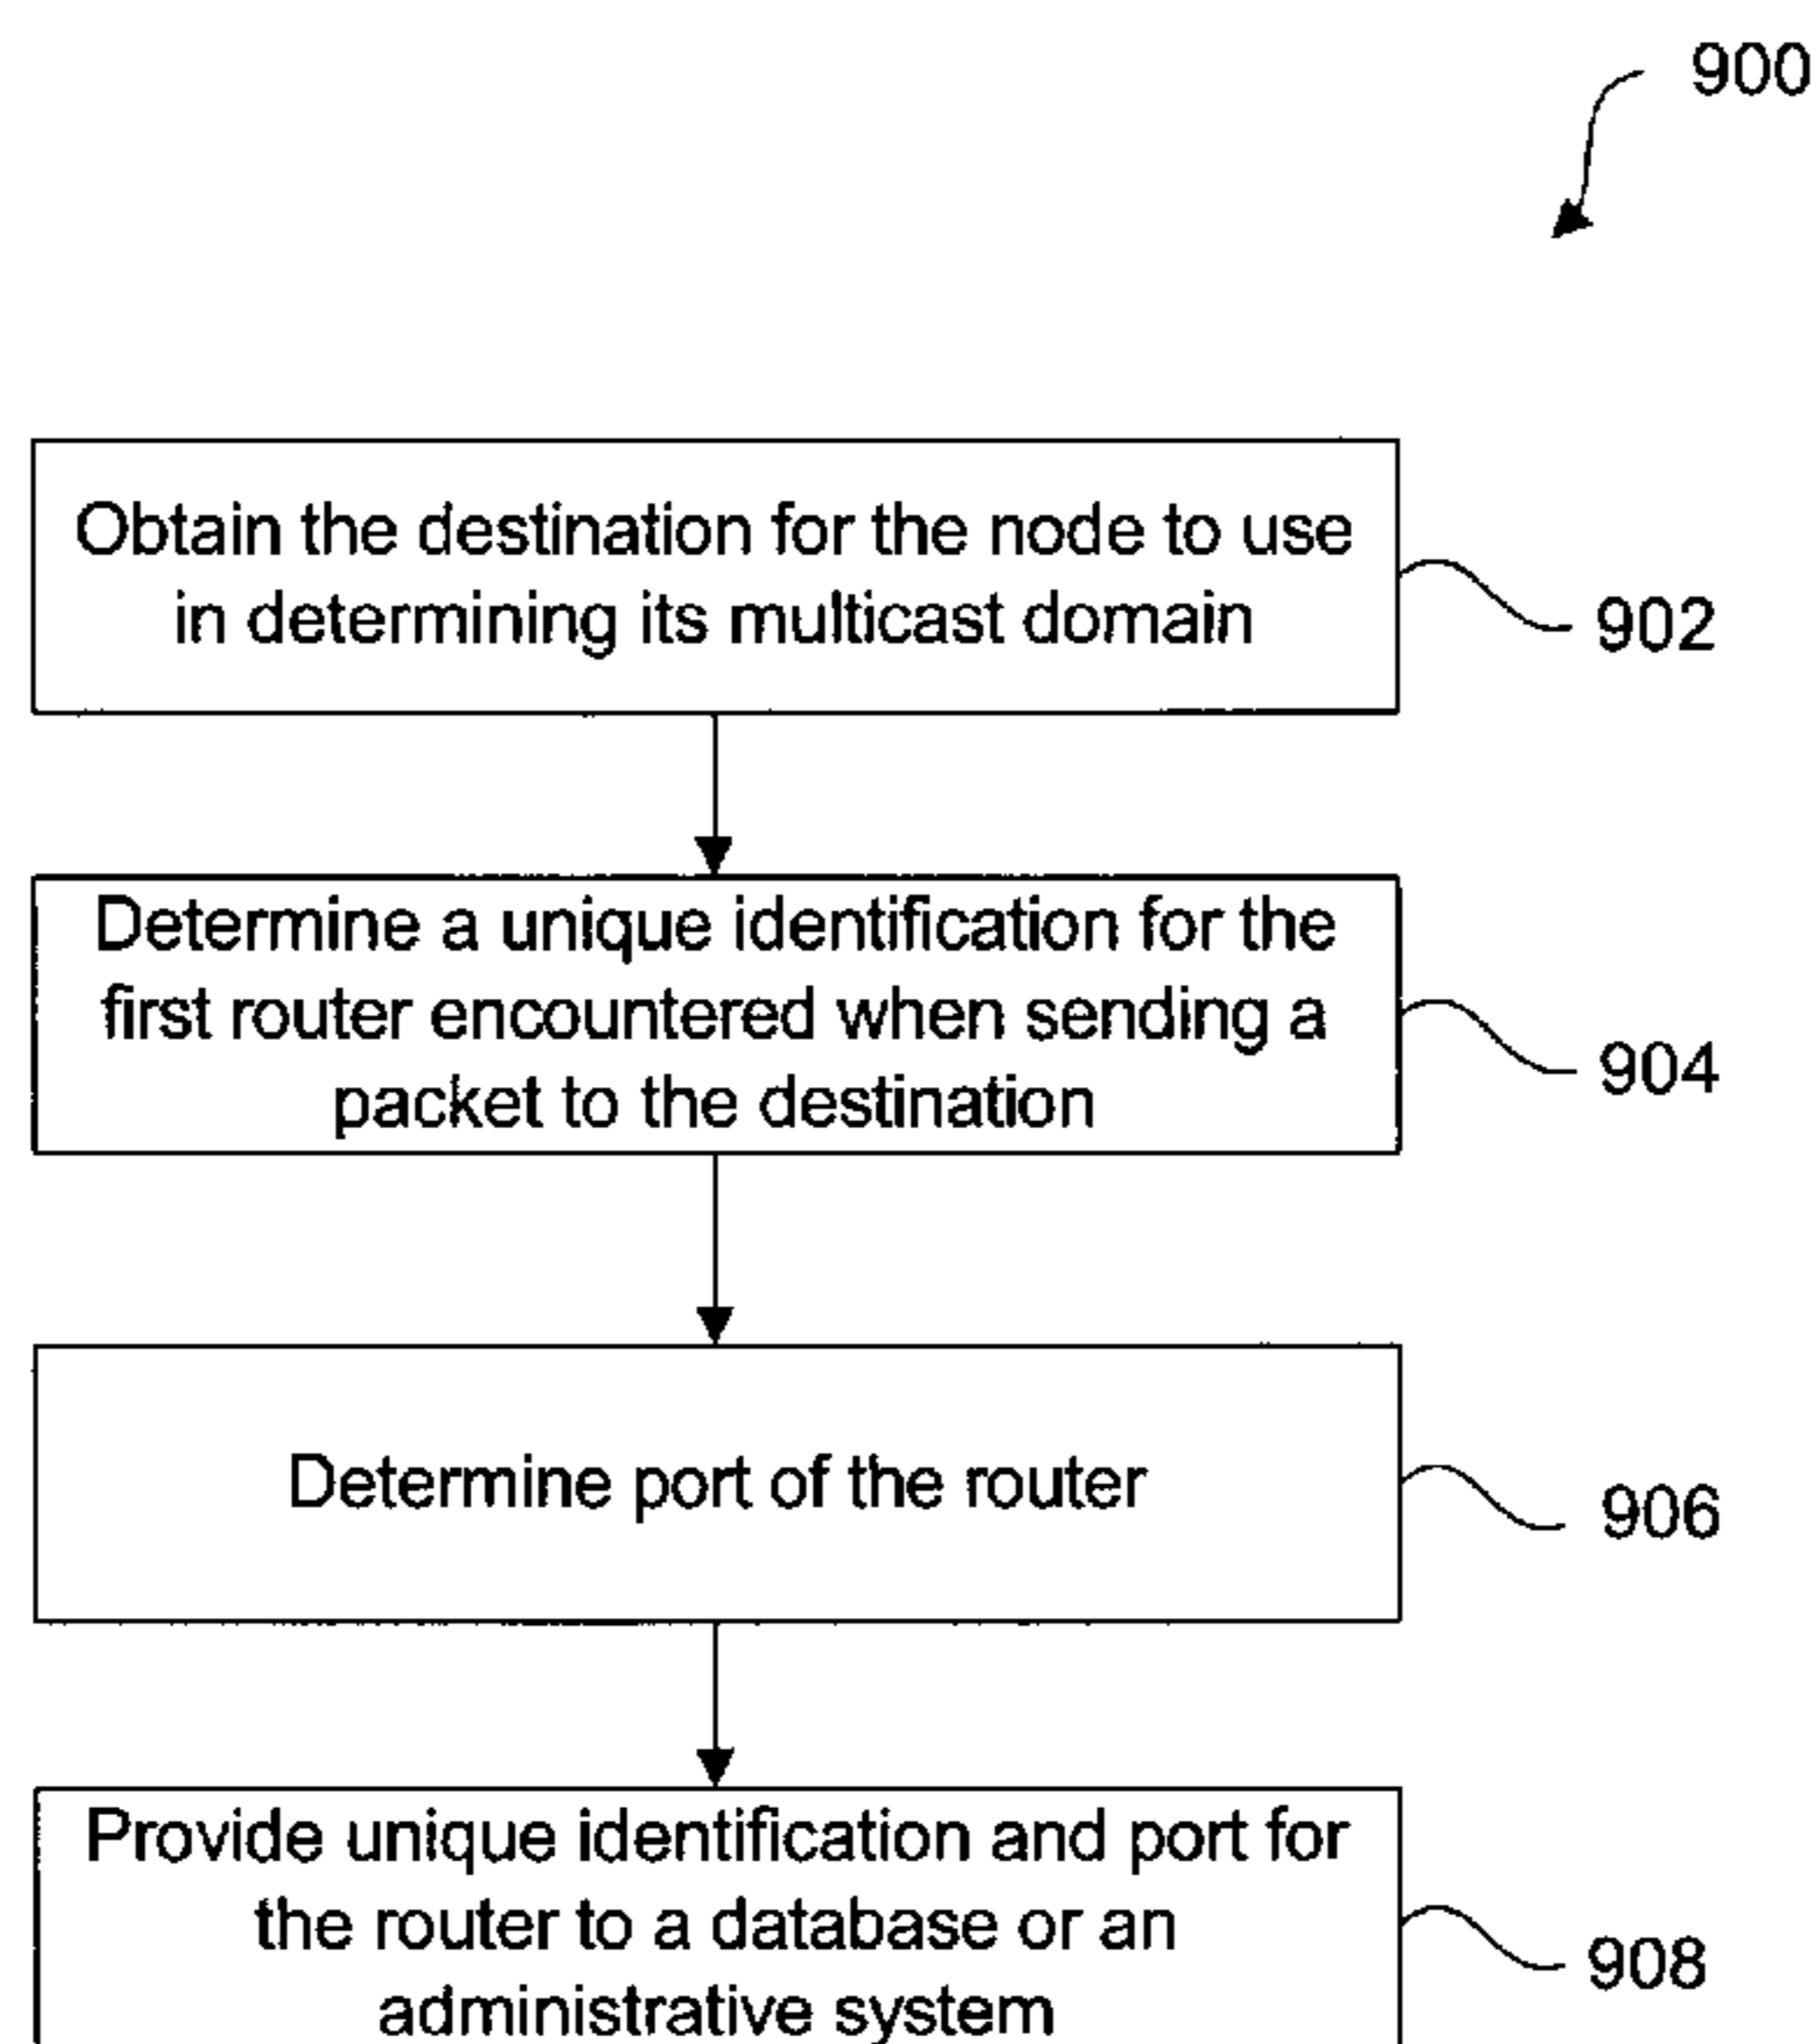 900
Obtain the destination for the node to use
in determining its multicast domain
902
Determine a unique identification for the
first router encountered when sending a
packet to the destination
904
Determine port of the router
906
Provide unique identification and port for
the router to a database or an
administrative system
908